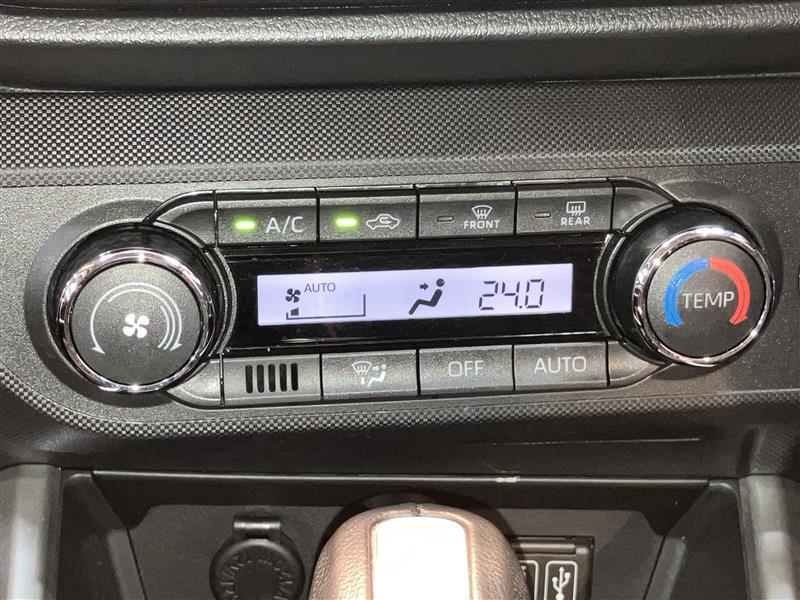 A/C
FRONT
REAR
AUTO
24.0
TEMP
OFF
AUTO